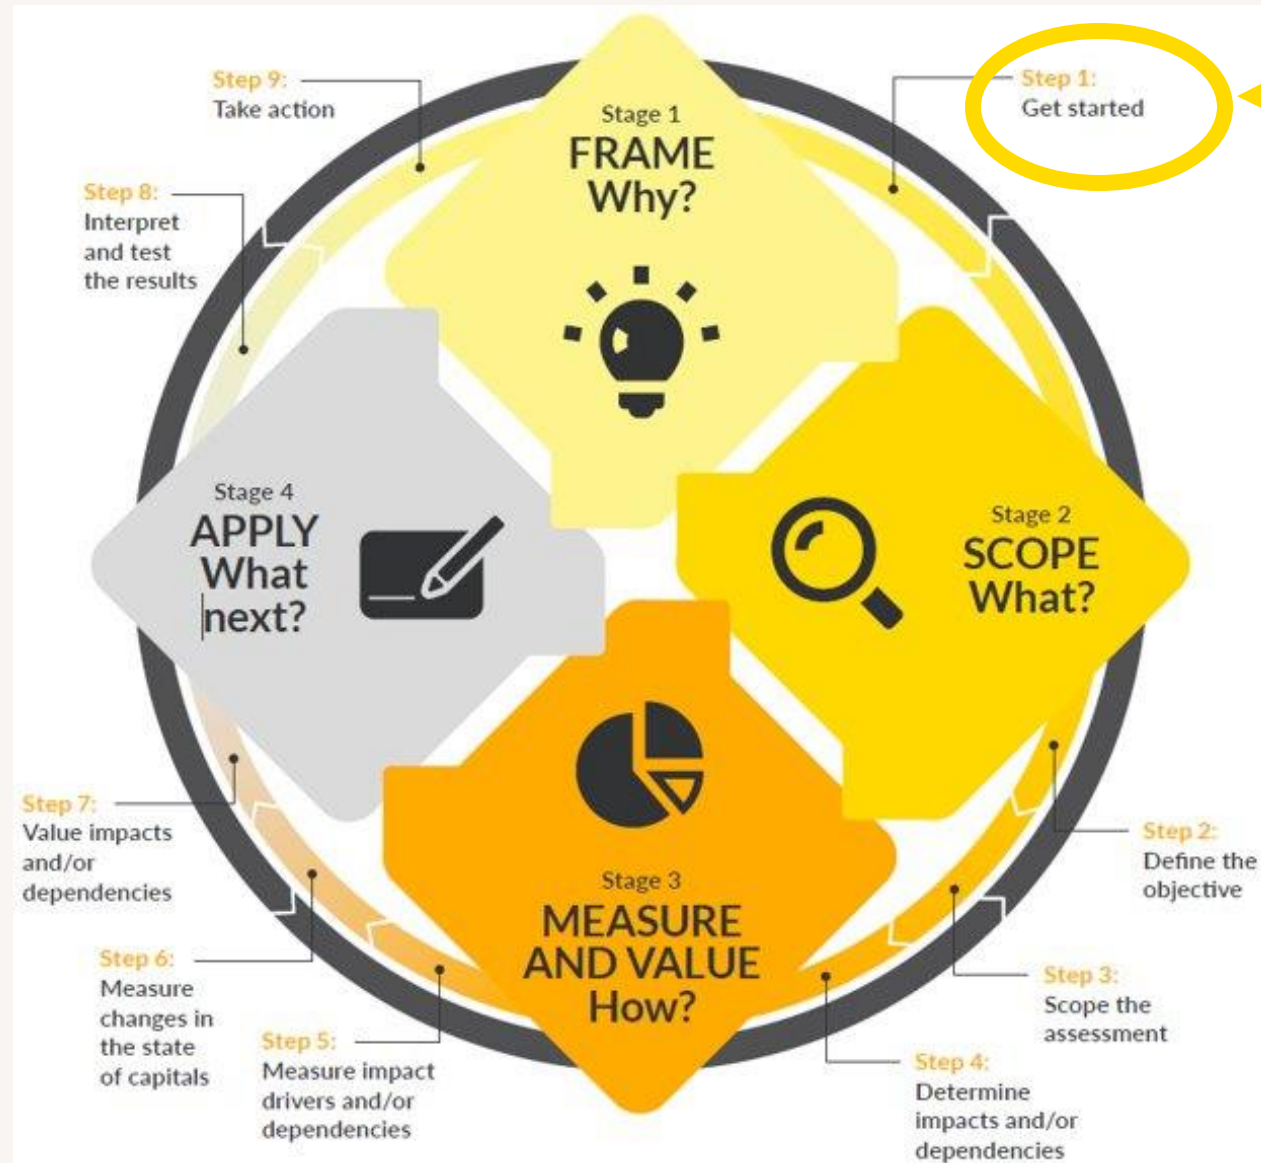 Stage 1
FRAME
Why?
Step 1:
Get started
Stage 2
SCOPE
What?
Step 2:
Define the
objective
Step 3:
Scope the
assessment
Step 4:
Determine
impacts and/or
dependencies
Stage 3
MEASURE
AND VALUE
How?
Step 5:
Measure impact
drivers and/or
dependencies
Step 6:
Measure
changes in
the state
of capitals
Step 7:
Value impacts
and/or
dependencies
Stage 4
APPLY
What
next?
Step 8:
Interpret
and test
the results
Step 9:
Take action